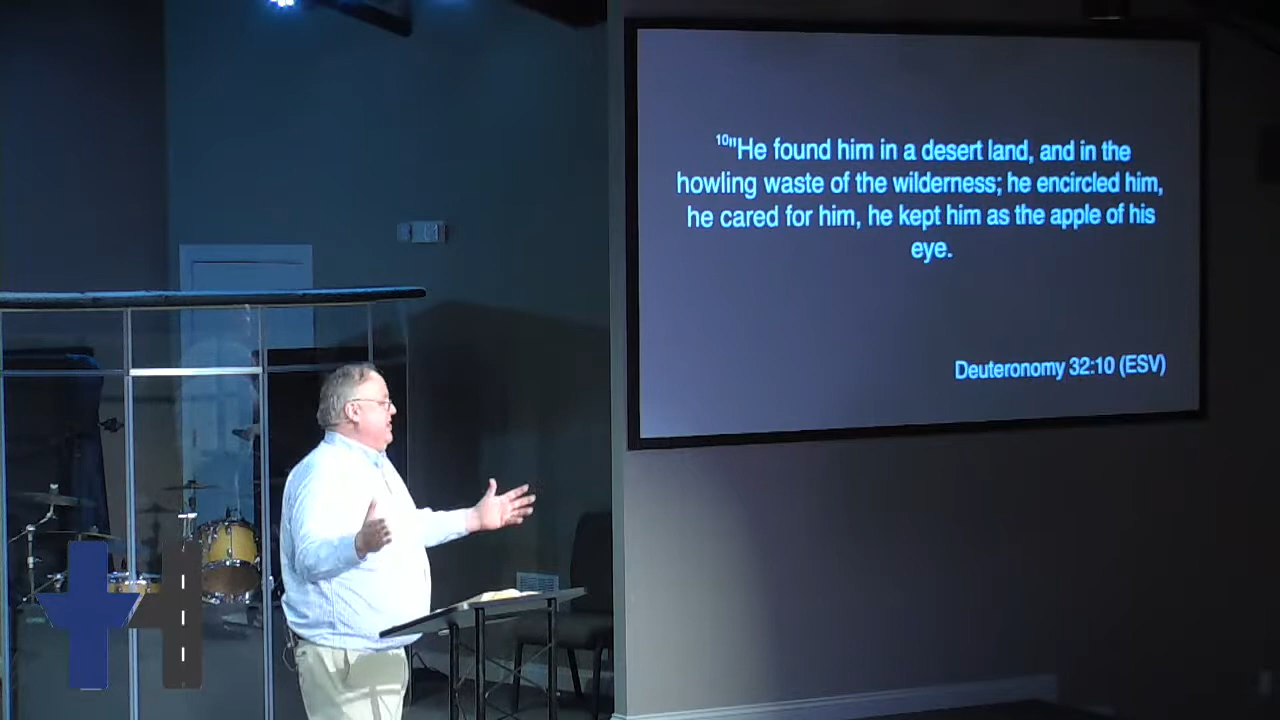 10"He found him in a desert land, and in the
howling waste of the wilderness; he encircled him,
he cared for him, he kept him as the apple of his
eye.
Deuteronomy 32:10 (ESV)